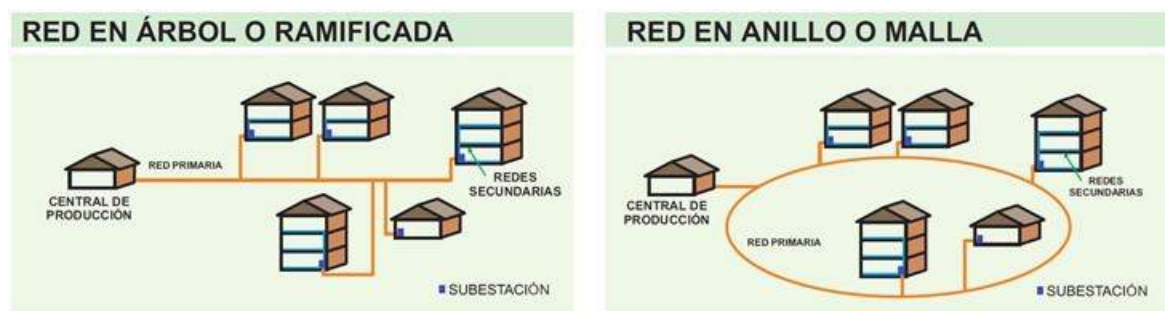 RED EN ÁRBOL O RAMIFICADA
RED PRIMARIA
CENTRAL DE
PRODUCCIÓN
REDES
SECUNDARIAS
SUBESTACIÓN
RED EN ANILLO O MALLA
CENTRAL DE
PRODUCCIÓN
REDES
SECUNDARIAS
RED PRIMARIA
SUBESTACIÓN